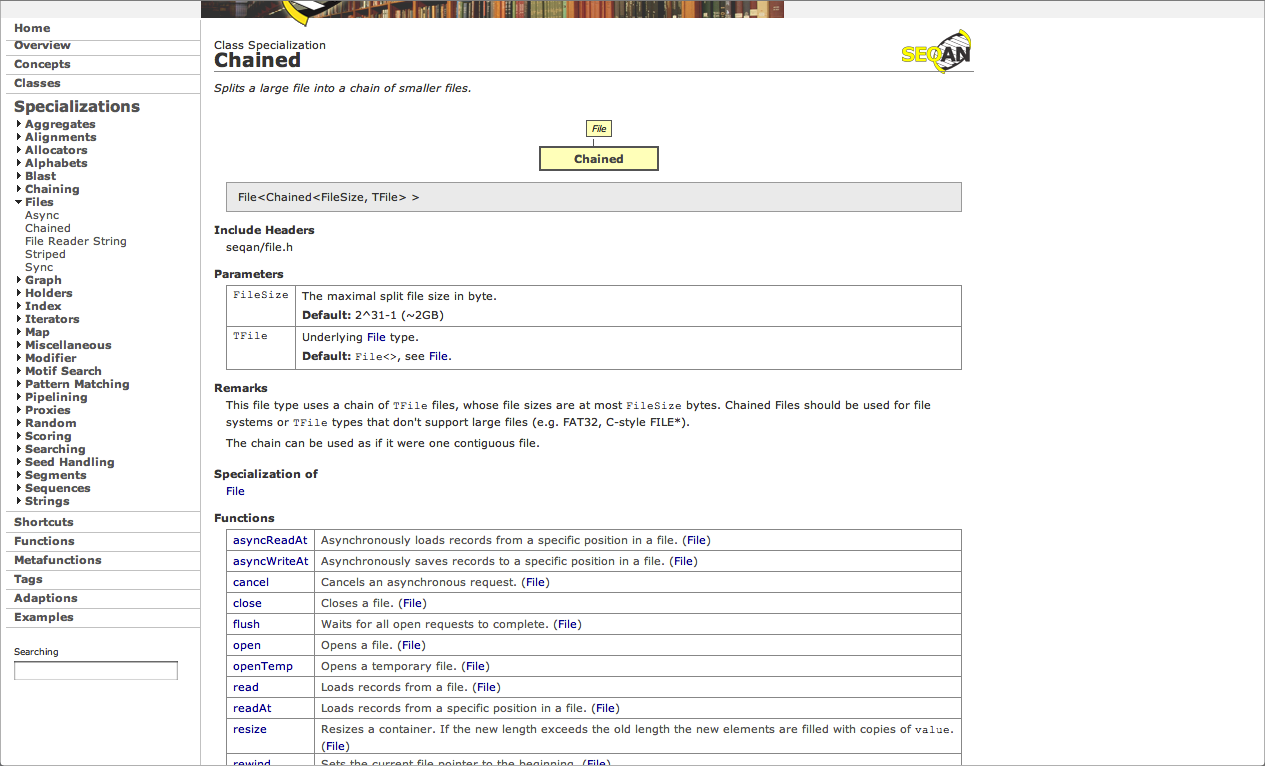 Home
Overview
Concepts
Classes
Specializations
Aggregates
Alignments
Allocators
Alphabets
Blast
Chaining
Files
Async
Chained
File Reader String
Striped
Sync
Graph
Holders
Index
Iterators
Map
Miscellaneous
Modifier
Motif Search
Pattern Matching
Pipelining
Proxies
Random
Scoring
Searching
Seed Handling
Segments
Sequences
Strings
Shortcuts
Functions
Metafunctions
Tags
Adaptions
Examples
Searching
Class Specialization
Chained
SEQAN
Splits a large file into a chain of smaller files.
File
Chained
File<Chained<FileSize, TFile> >
Include Headers
seqan/file.h
Parameters
FileSize The maximal split file size in byte.
Default: 2^31-1 (~2GB)
TFile Underlying File type.
Default: File<>, see File.
Remarks
This file type uses a chain of TFile files, whose file sizes are at most FileSize bytes. Chained Files should be used for file
systems or TFile types that don't support large files (e.g. FAT32, C-style FILE*).
The chain can be used as if it were one contiguous file.
Specialization of
File
Functions
asyncReadAt Asynchronously loads records from a specific position in a file. (File)
asyncWriteAt Asynchronously saves records to a specific position in a file. (File)
cancel Cancels an asynchronous request. (File)
close Closes a file. (File)
flush Waits for all open requests to complete. (File)
open Opens a file. (File)
openTemp Opens a temporary file. (File)
read Loads records from a file. (File)
readAt Loads records from a specific position in a file. (File)
resize Resizes a container. If the new length exceeds the old length the new elements are filled with copies of value.
(File)
rewind Sets the current file pointer to the beginning. (File)